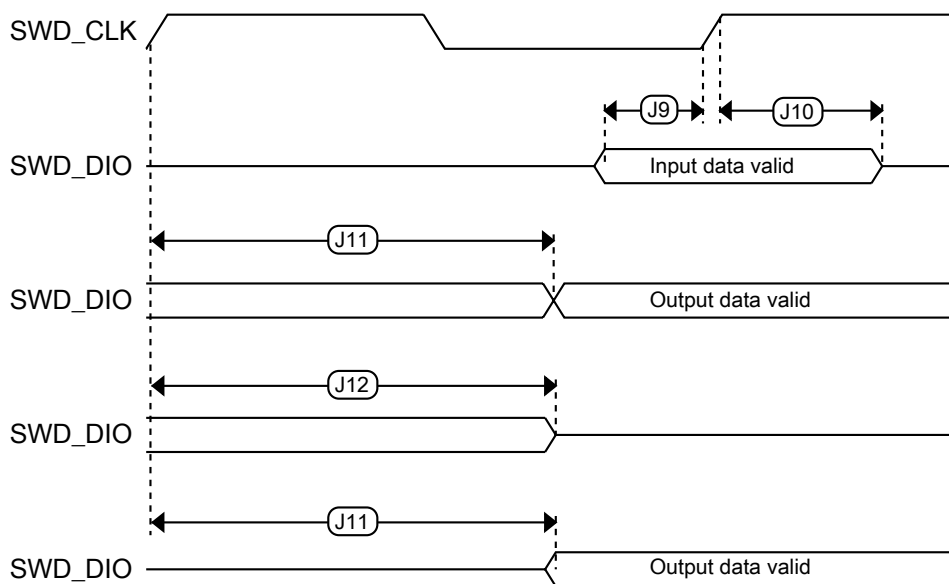 SWD_CLK
J9
J10
SWD_DIO
Input data valid
J11
SWD_DIO
Output data valid
J12
SWD_DIO
J11
SWD_DIO
Output data valid